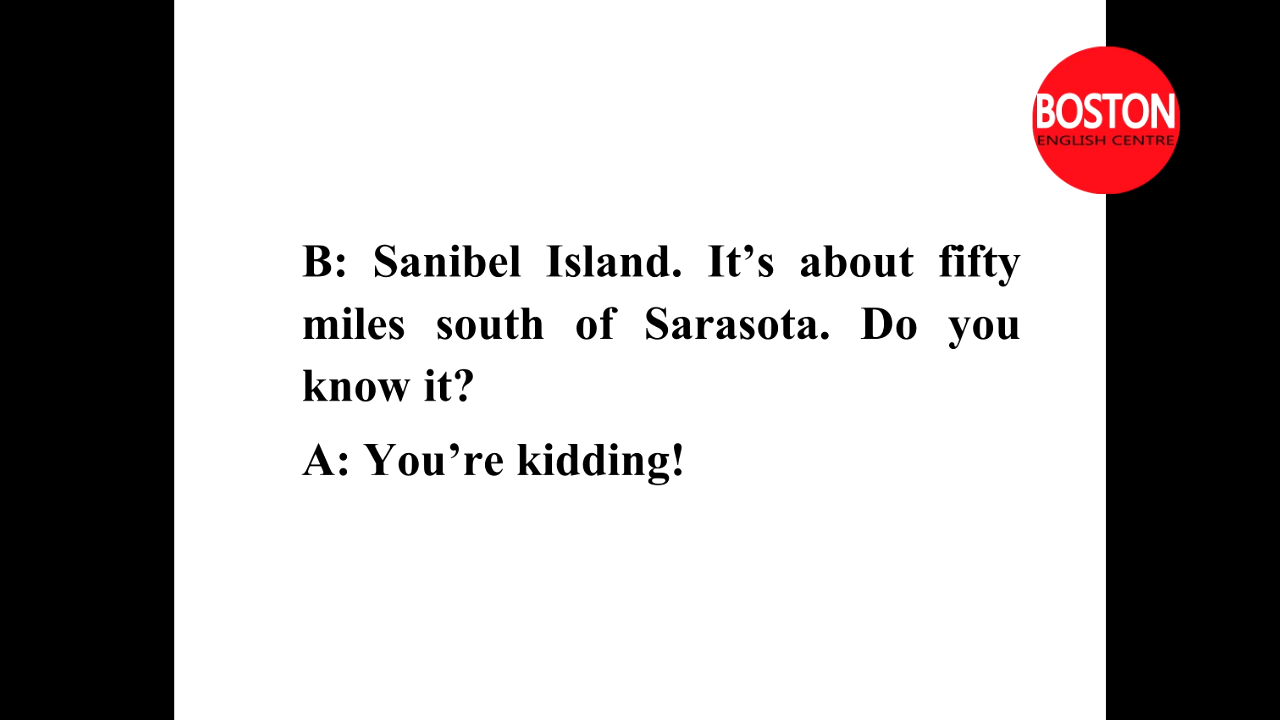 BOSTON
ENGLISH CENTRE
B: Sanibel Island. It’s about fifty
miles south of Sarasota. Do you
know it?
A: You’re kidding!